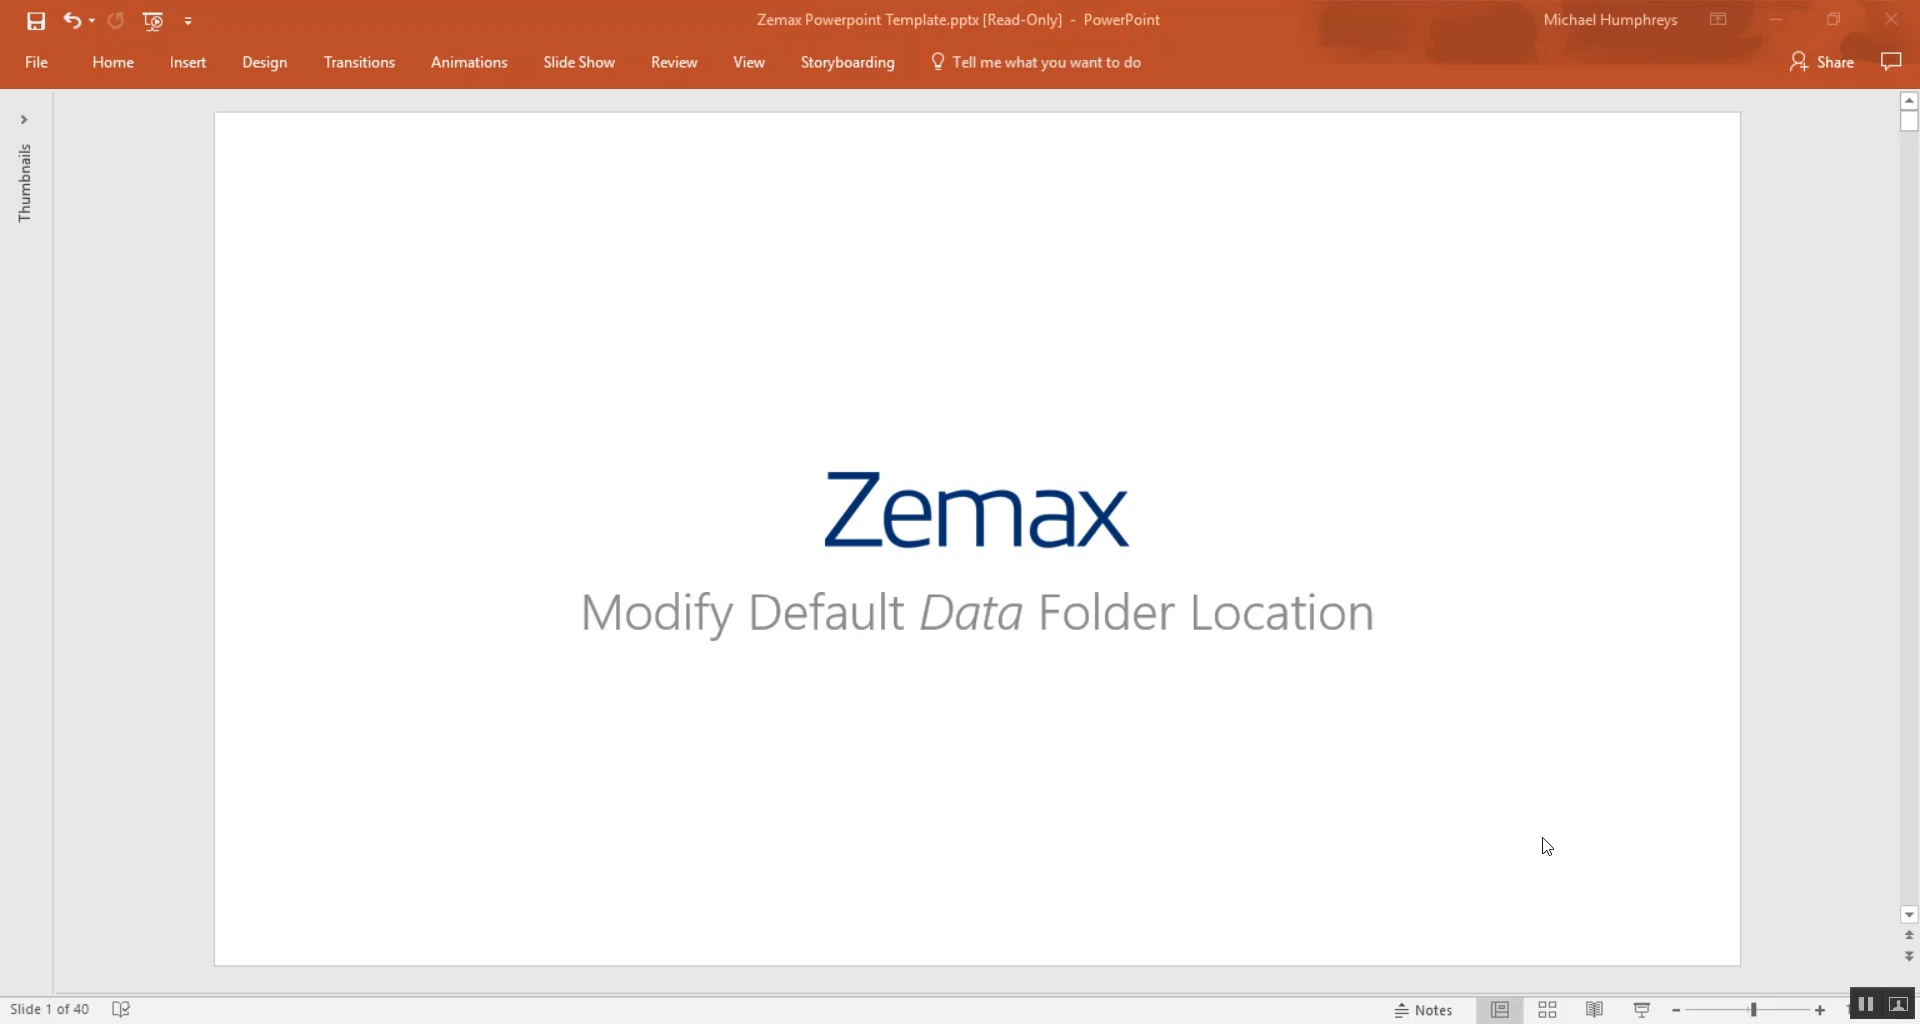 Zemax Powerpoint Template.pptx [Read-Only] - PowerPoint
Michael Humphreys
File Home Insert Design Transitions Animations Slide Show Review View Storyboarding Tell me what you want to do Share
Thumbnails
Zemax
Modify Default Data Folder Location
Slide 1 of 40
Notes